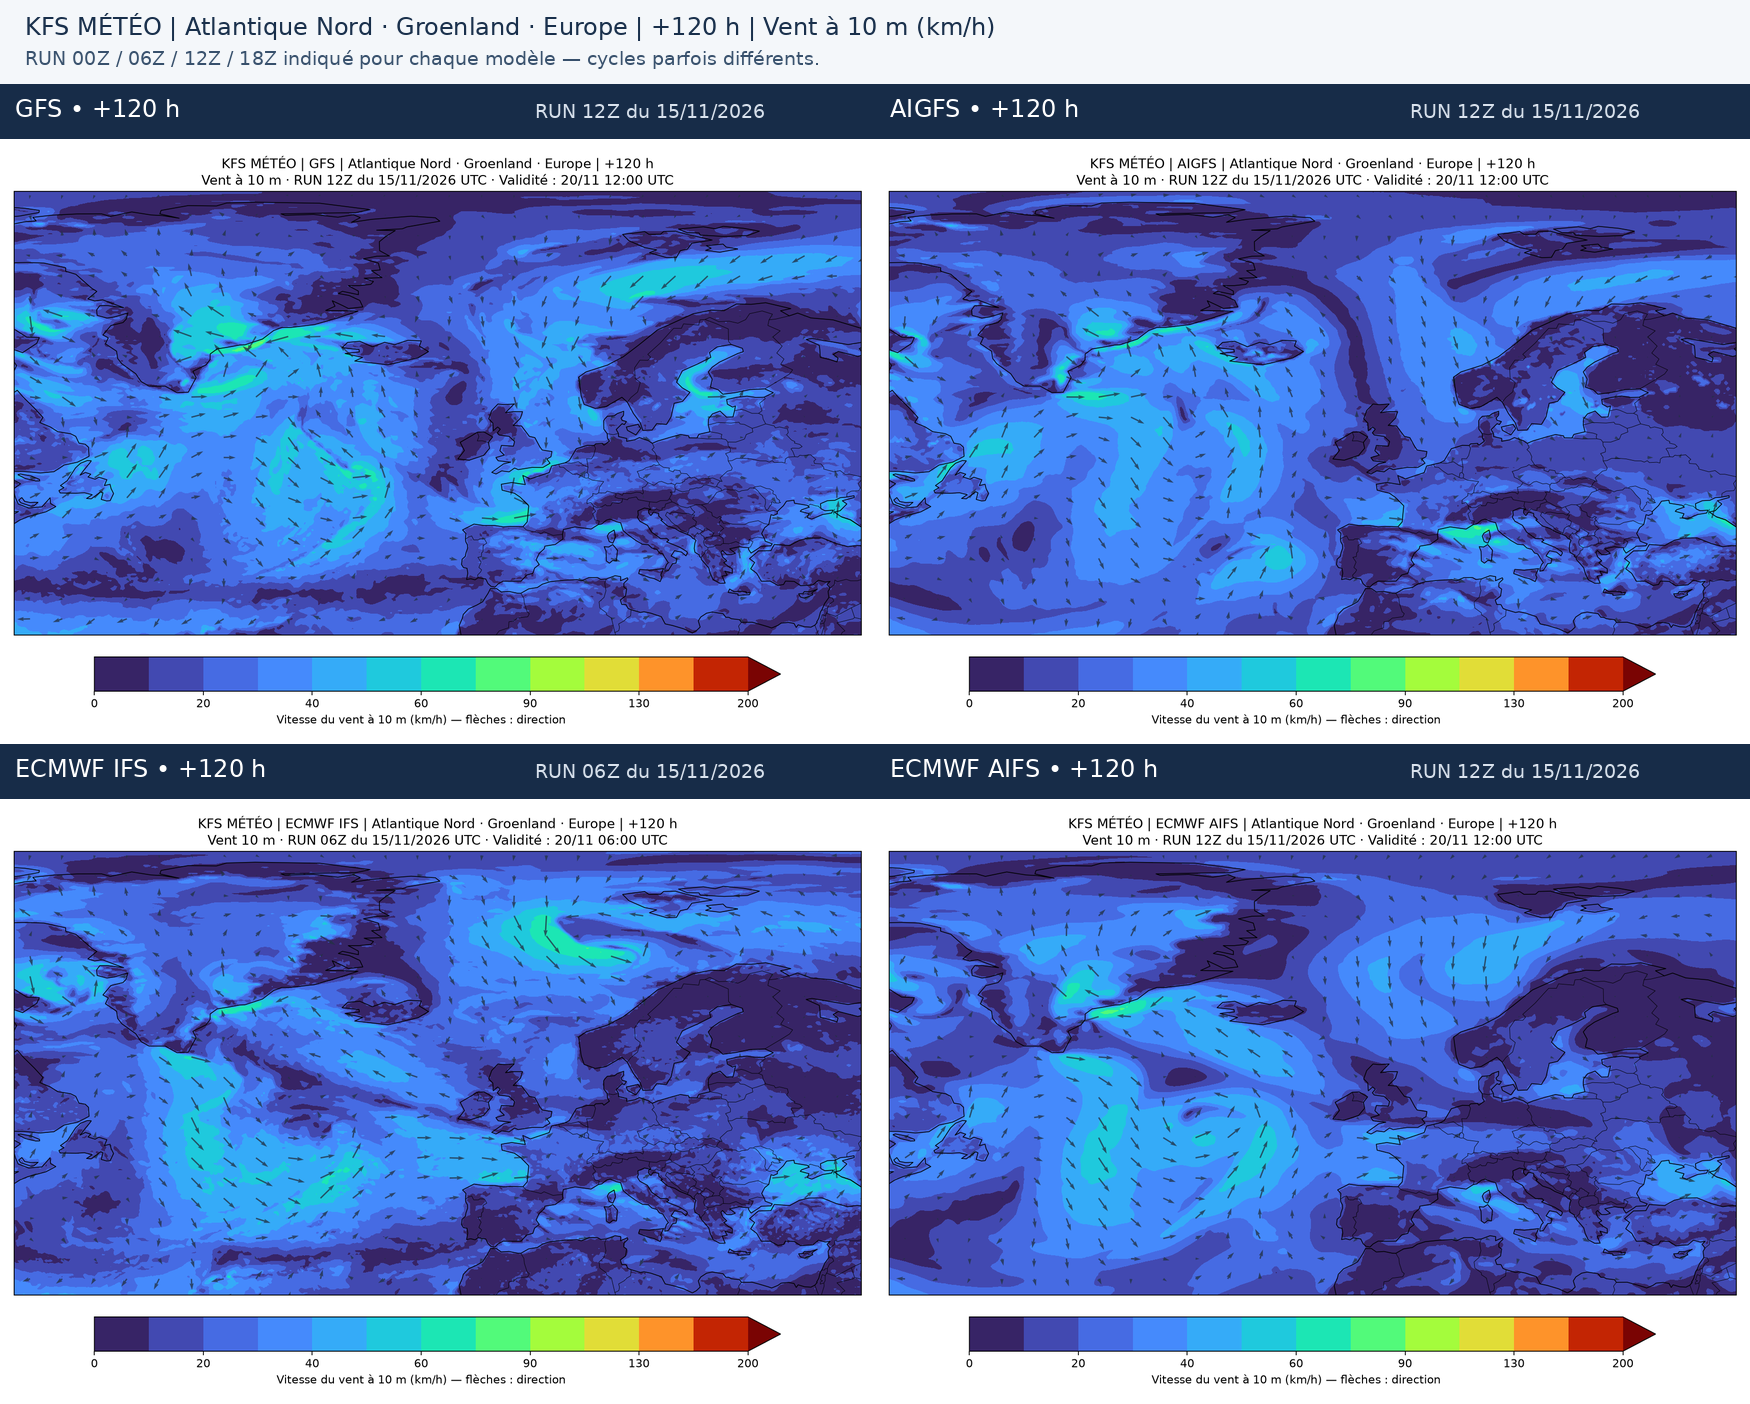 KFS MÉTÉO | Atlantique Nord · Groenland · Europe | +120 h | Vent à 10 m (km/h)
RUN 00Z / 06Z / 12Z / 18Z indiqué pour chaque modèle — cycles parfois différents.
GFS • +120 h
RUN 12Z du 15/11/2026
KFS MÉTÉO | GFS | Atlantique Nord · Groenland · Europe | +120 h
Vent à 10 m · RUN 12Z du 15/11/2026 UTC · Validité : 20/11 12:00 UTC
0 20 40 60 90 130 200
Vitesse du vent à 10 m (km/h) — flèches : direction
AIGFS • +120 h
RUN 12Z du 15/11/2026
KFS MÉTÉO | AIGFS | Atlantique Nord · Groenland · Europe | +120 h
Vent à 10 m · RUN 12Z du 15/11/2026 UTC · Validité : 20/11 12:00 UTC
0 20 40 60 90 130 200
Vitesse du vent à 10 m (km/h) — flèches : direction
ECMWF IFS • +120 h
RUN 06Z du 15/11/2026
KFS MÉTÉO | ECMWF IFS | Atlantique Nord · Groenland · Europe | +120 h
Vent 10 m · RUN 06Z du 15/11/2026 UTC · Validité : 20/11 06:00 UTC
0 20 40 60 90 130 200
Vitesse du vent à 10 m (km/h) — flèches : direction
ECMWF AIFS • +120 h
RUN 12Z du 15/11/2026
KFS MÉTÉO | ECMWF AIFS | Atlantique Nord · Groenland · Europe | +120 h
Vent 10 m · RUN 12Z du 15/11/2026 UTC · Validité : 20/11 12:00 UTC
0 20 40 60 90 130 200
Vitesse du vent à 10 m (km/h) — flèches : direction